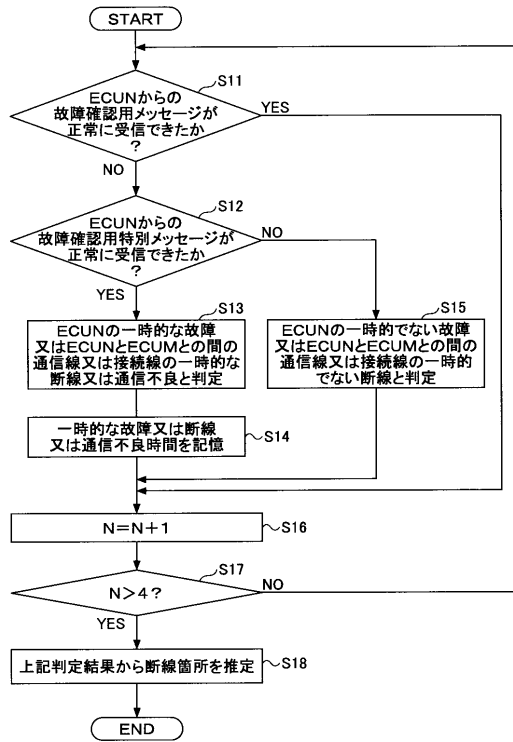 START
S11
ECUNからの
故障確認用メッセージが
正常に受信できたか
?
YES
NO
S12
ECUNからの
故障確認用特別メッセージが
正常に受信できたか
?
NO
YES
S13
ECUNの一時的な故障
又はECUNとECUMとの間の
通信線又は接続線の一時的な
断線又は通信不良と判定
S15
ECUNの一時的でない故障
又はECUNとECUMとの間の
通信線又は接続線の一時的
でない断線と判定
一時的な故障又は断線
又は通信不良時間を記憶
S14
N=N+1
S16
S17
N>4?
NO
YES
上記判定結果から断線箇所を推定
S18
END